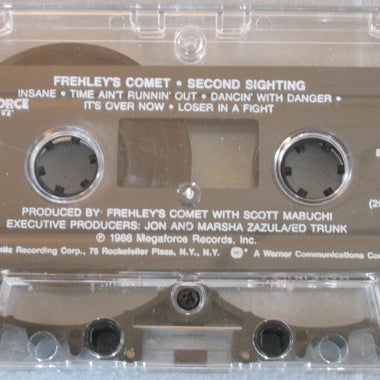 FREHLEY'S COMET • SECOND SIGHTING
INSANE • TIME AIN'T RUNNIN' OUT • DANCIN' WITH DANGER •
IT'S OVER NOW • LOSER IN A FIGHT
PRODUCED BY: FREHLEY'S COMET WITH SCOTT MABUCHI
EXECUTIVE PRODUCERS: JON AND MARSHA ZAZULA/ED TRUNK
℗ 1988 Megaforce Records, Inc.
Recording Corp., 75 Rockefeller Plaza, N.Y., N.Y. A Warner Communications